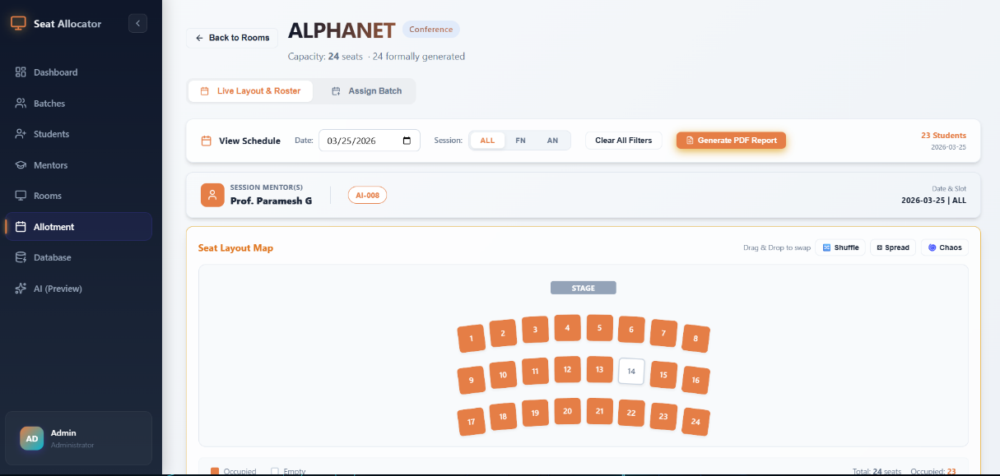 Seat Allocator
Dashboard
Batches
Students
Mentors
Rooms
Allotment
Database
AI (Preview)
AD
Admin
Administrator
Back to Rooms
ALPHANET
Conference
Capacity: 24 seats · 24 formally generated
Live Layout & Roster
Assign Batch
View Schedule
Date:
03/25/2026
Session:
ALL
FN
AN
Clear All Filters
Generate PDF Report
23 Students
2026-03-25
SESSION MENTOR(S)
Prof. Paramesh G
AI-008
Date & Slot
2026-03-25 | ALL
Seat Layout Map
Drag & Drop to swap
Shuffle
Spread
Chaos
STAGE
1 2 3 4 5 6 7 8
9 10 11 12 13 14 15 16
17 18 19 20 21 22 23 24
Occupied
Empty
Total: 24 seats
Occupied: 23